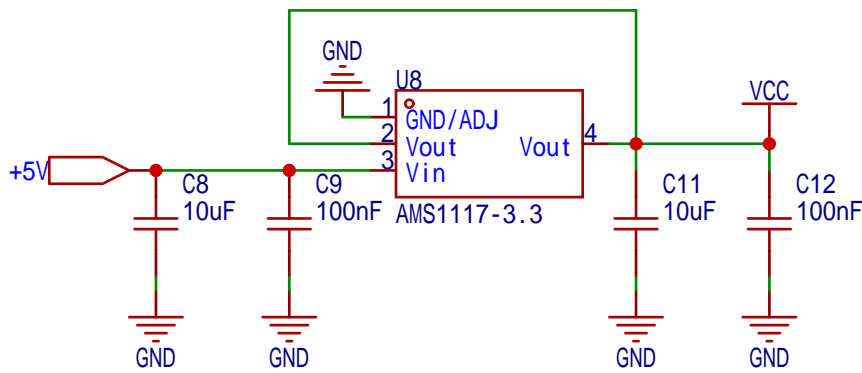 GND
U8
VCC
1
GND/ADJ
2
Vout
Vout
4
3
Vin
+5V
C8
10uF
C9
100nF
AMS1117-3.3
C11
10uF
C12
100nF
GND
GND
GND
GND